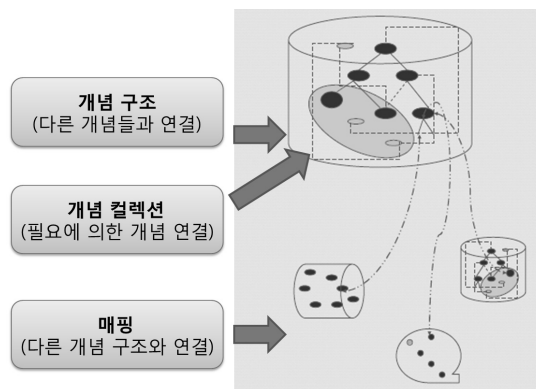 개념 구조
(다른 개념들과 연결)
개념 컬렉션
(필요에 의한 개념 연결)
매핑
(다른 개념 구조와 연결)